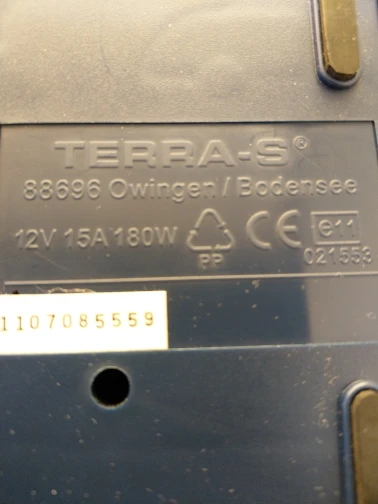 TERRA-S®
88696 Owingen/Bodensee
12V 15A 180W CE e11
PP 021553
1107085559